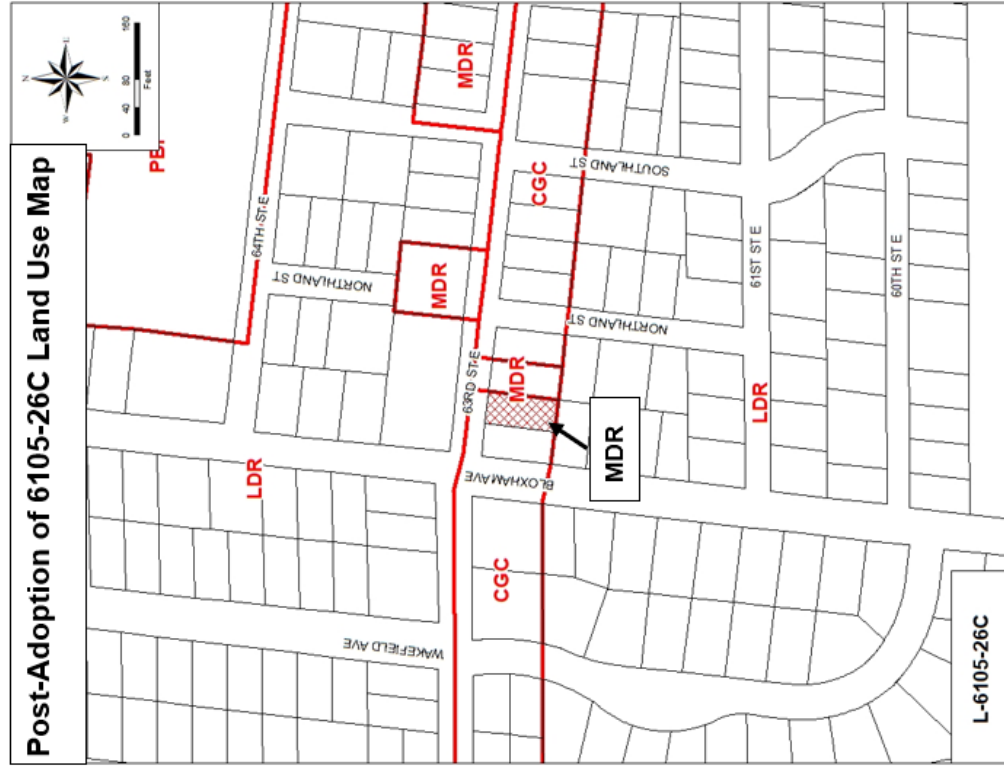 Post-Adoption of 6105-26C Land Use Map
N
E
S
W
0 40 80 160
Feet
MDR
64TH ST E
NORTHLAND ST
MDR
CGC
SOUTHLAND ST
63RD ST E
MDR
NORTHLAND ST
61ST ST E
60TH ST E
LDR
LDR
MDR
BLOXHAM AVE
CGC
WAKEFIELD AVE
L-6105-26C